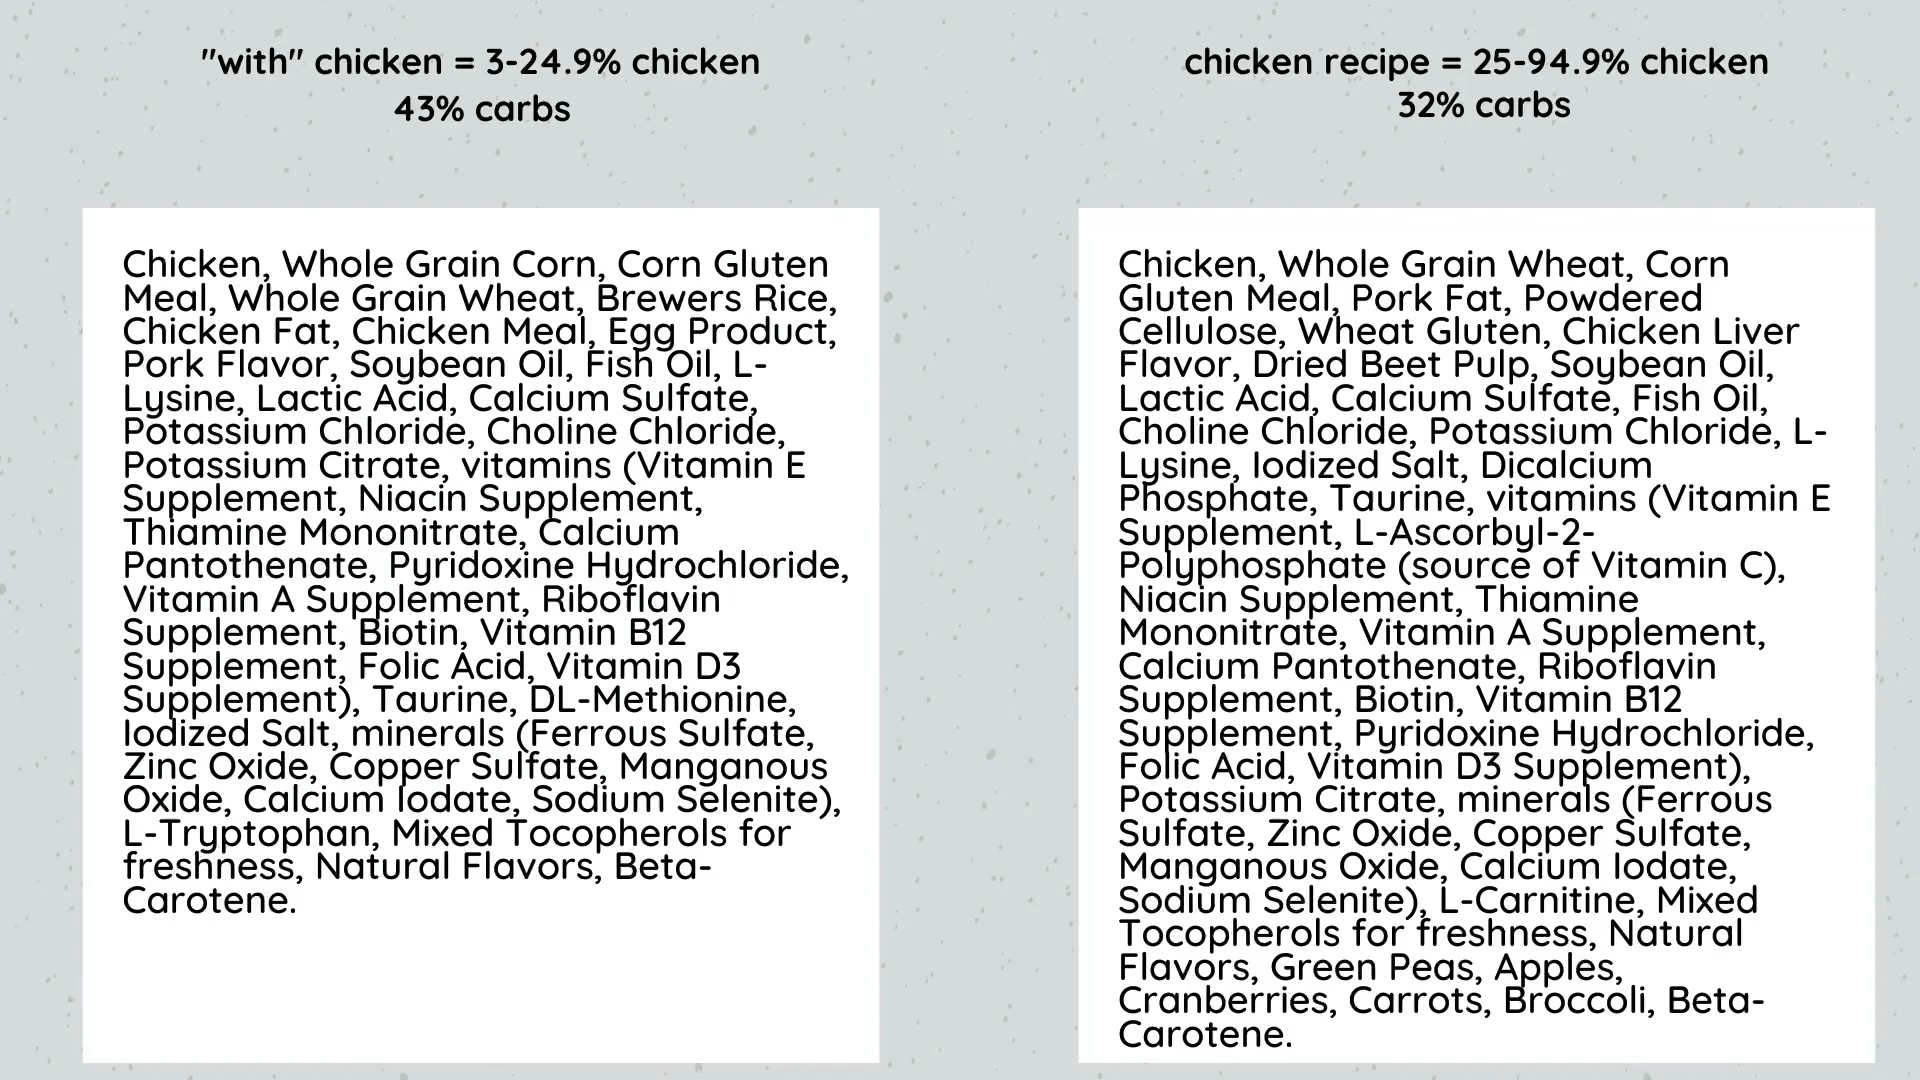 "with" chicken = 3-24.9% chicken
43% carbs
Chicken, Whole Grain Corn, Corn Gluten
Meal, Whole Grain Wheat, Brewers Rice,
Chicken Fat, Chicken Meal, Egg Product,
Pork Flavor, Soybean Oil, Fish Oil, L-
Lysine, Lactic Acid, Calcium Sulfate,
Potassium Chloride, Choline Chloride,
Potassium Citrate, vitamins (Vitamin E
Supplement, Niacin Supplement,
Thiamine Mononitrate, Calcium
Pantothenate, Pyridoxine Hydrochloride,
Vitamin A Supplement, Riboflavin
Supplement, Biotin, Vitamin B12
Supplement, Folic Acid, Vitamin D3
Supplement), Taurine, DL-Methionine,
Iodized Salt, minerals (Ferrous Sulfate,
Zinc Oxide, Copper Sulfate, Manganous
Oxide, Calcium Iodate, Sodium Selenite),
L-Tryptophan, Mixed Tocopherols for
freshness, Natural Flavors, Beta-
Carotene.
chicken recipe = 25-94.9% chicken
32% carbs
Chicken, Whole Grain Wheat, Corn
Gluten Meal, Pork Fat, Powdered
Cellulose, Wheat Gluten, Chicken Liver
Flavor, Dried Beet Pulp, Soybean Oil,
Lactic Acid, Calcium Sulfate, Fish Oil,
Choline Chloride, Potassium Chloride, L-
Lysine, Iodized Salt, Dicalcium
Phosphate, Taurine, vitamins (Vitamin E
Supplement, L-Ascorbyl-2-
Polyphosphate (source of Vitamin C),
Niacin Supplement, Thiamine
Mononitrate, Vitamin A Supplement,
Calcium Pantothenate, Riboflavin
Supplement, Biotin, Vitamin B12
Supplement, Pyridoxine Hydrochloride,
Folic Acid, Vitamin D3 Supplement),
Potassium Citrate, minerals (Ferrous
Sulfate, Zinc Oxide, Copper Sulfate,
Manganous Oxide, Calcium Iodate,
Sodium Selenite), L-Carnitine, Mixed
Tocopherols for freshness, Natural
Flavors, Green Peas, Apples,
Cranberries, Carrots, Broccoli, Beta-
Carotene.